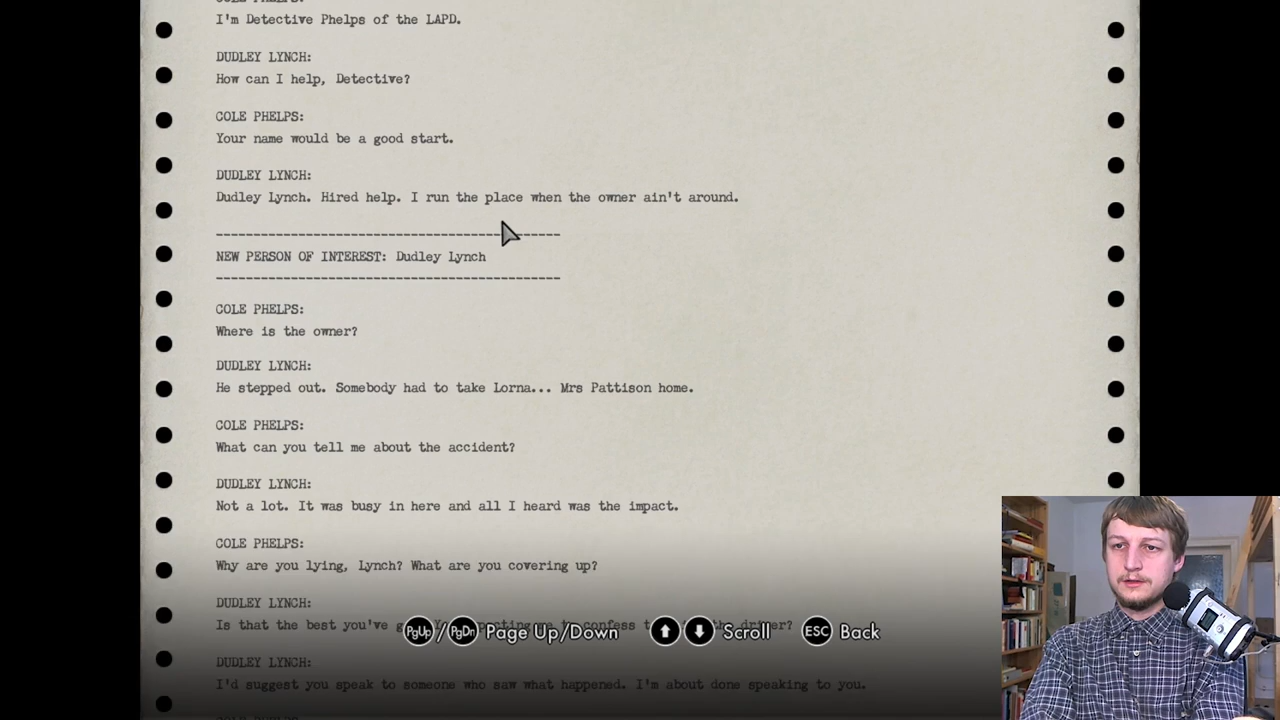 I'm Detective Phelps of the LAPD.
DUDLEY LYNCH:
How can I help, Detective?
COLE PHELPS:
Your name would be a good start.
DUDLEY LYNCH:
Dudley Lynch. Hired help. I run the place when the owner ain't around.
NEW PERSON OF INTEREST: Dudley Lynch
COLE PHELPS:
Where is the owner?
DUDLEY LYNCH:
He stepped out. Somebody had to take Lorna... Mrs Pattison home.
COLE PHELPS:
What can you tell me about the accident?
DUDLEY LYNCH:
Not a lot. It was busy in here and all I heard was the impact.
COLE PHELPS:
Why are you lying, Lynch? What are you covering up?
DUDLEY LYNCH:
Is that the best you've confess driver?
PgUp/PgDn Page Up/Down Scroll ESC Back
DUDLEY LYNCH:
I'd suggest you speak to someone who saw what happened. I'm about done speaking to you.